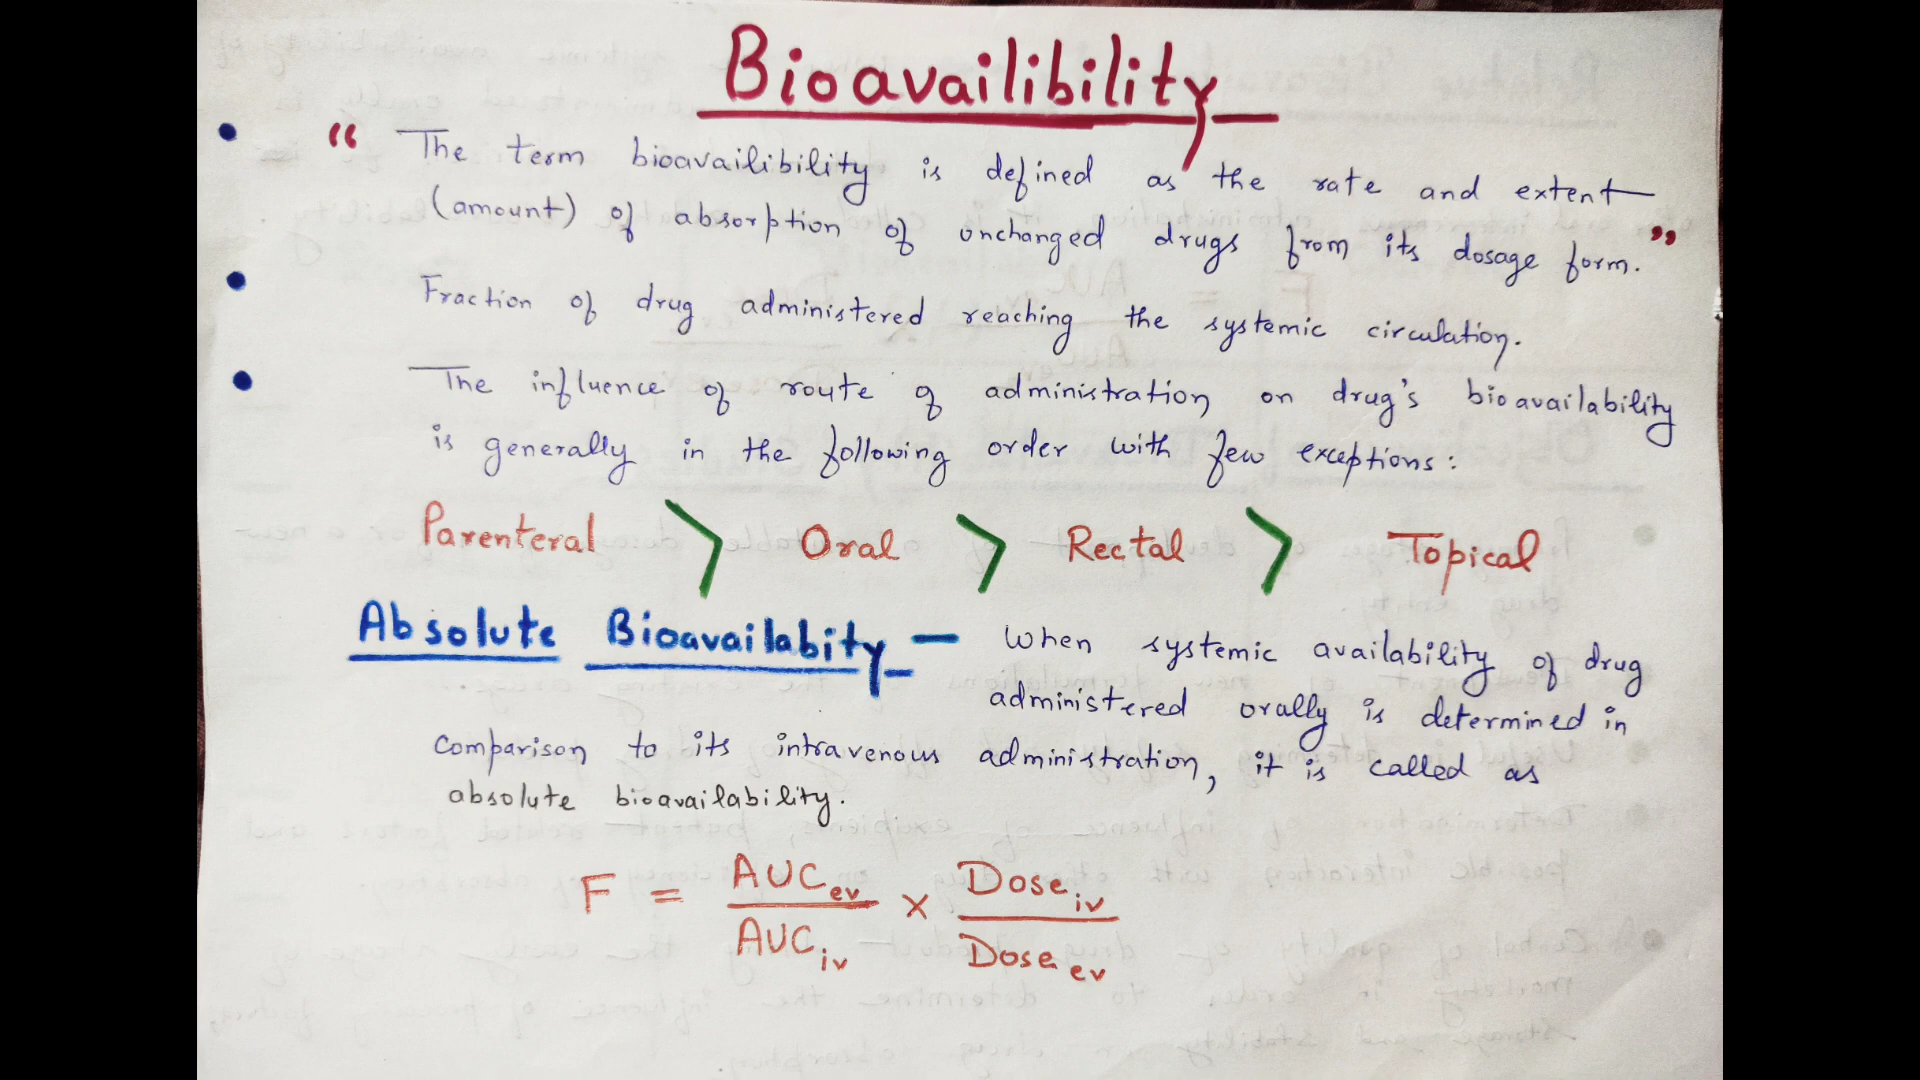 Bioavailibility
“ The term bioavailibility is defined as the rate and extent
(amount) of absorption of unchanged drugs from its dosage form. ”
Fraction of drug administered reaching the systemic circulation.
The influence of route of administration on drug's bioavailability
is generally in the following order with few exceptions:
Parenteral > Oral > Rectal > Topical
Absolute Bioavailabity - When systemic availability of drug
administered orally is determined in
comparison to its intravenous administration, it is called as
absolute bioavailability.
F = AUCev / AUCiv × Doseiv / Doseev